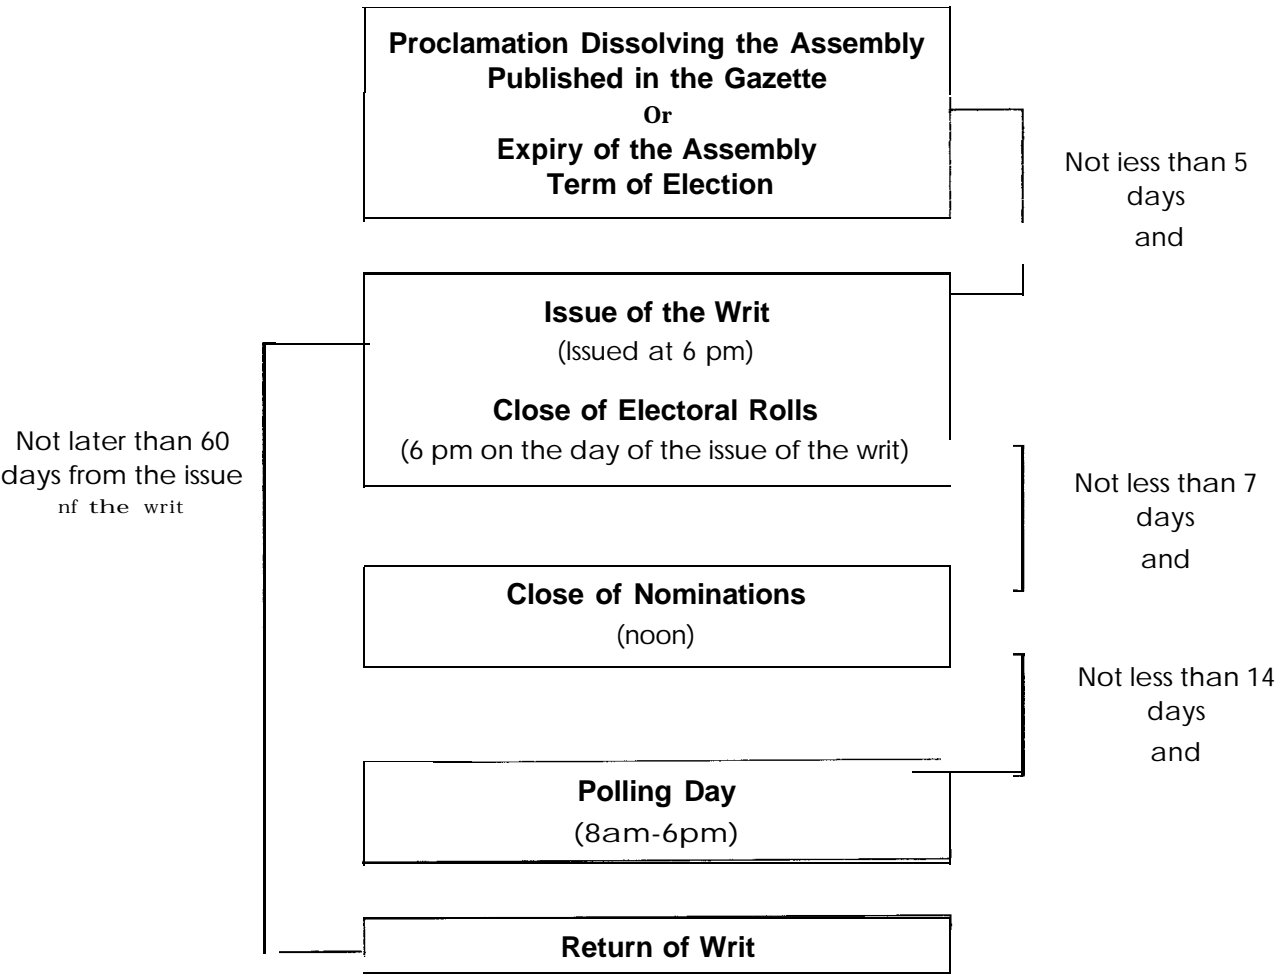 Proclamation Dissolving the Assembly
Published in the Gazette
Or
Expiry of the Assembly
Term of Election
Not iess than 5
days
and
Issue of the Writ
(Issued at 6 pm)
Close of Electoral Rolls
(6 pm on the day of the issue of the writ)
Not later than 60
days from the issue
nf the writ
Not less than 7
days
and
Close of Nominations
(noon)
Not less than 14
days
and
Polling Day
(8am-6pm)
Return of Writ